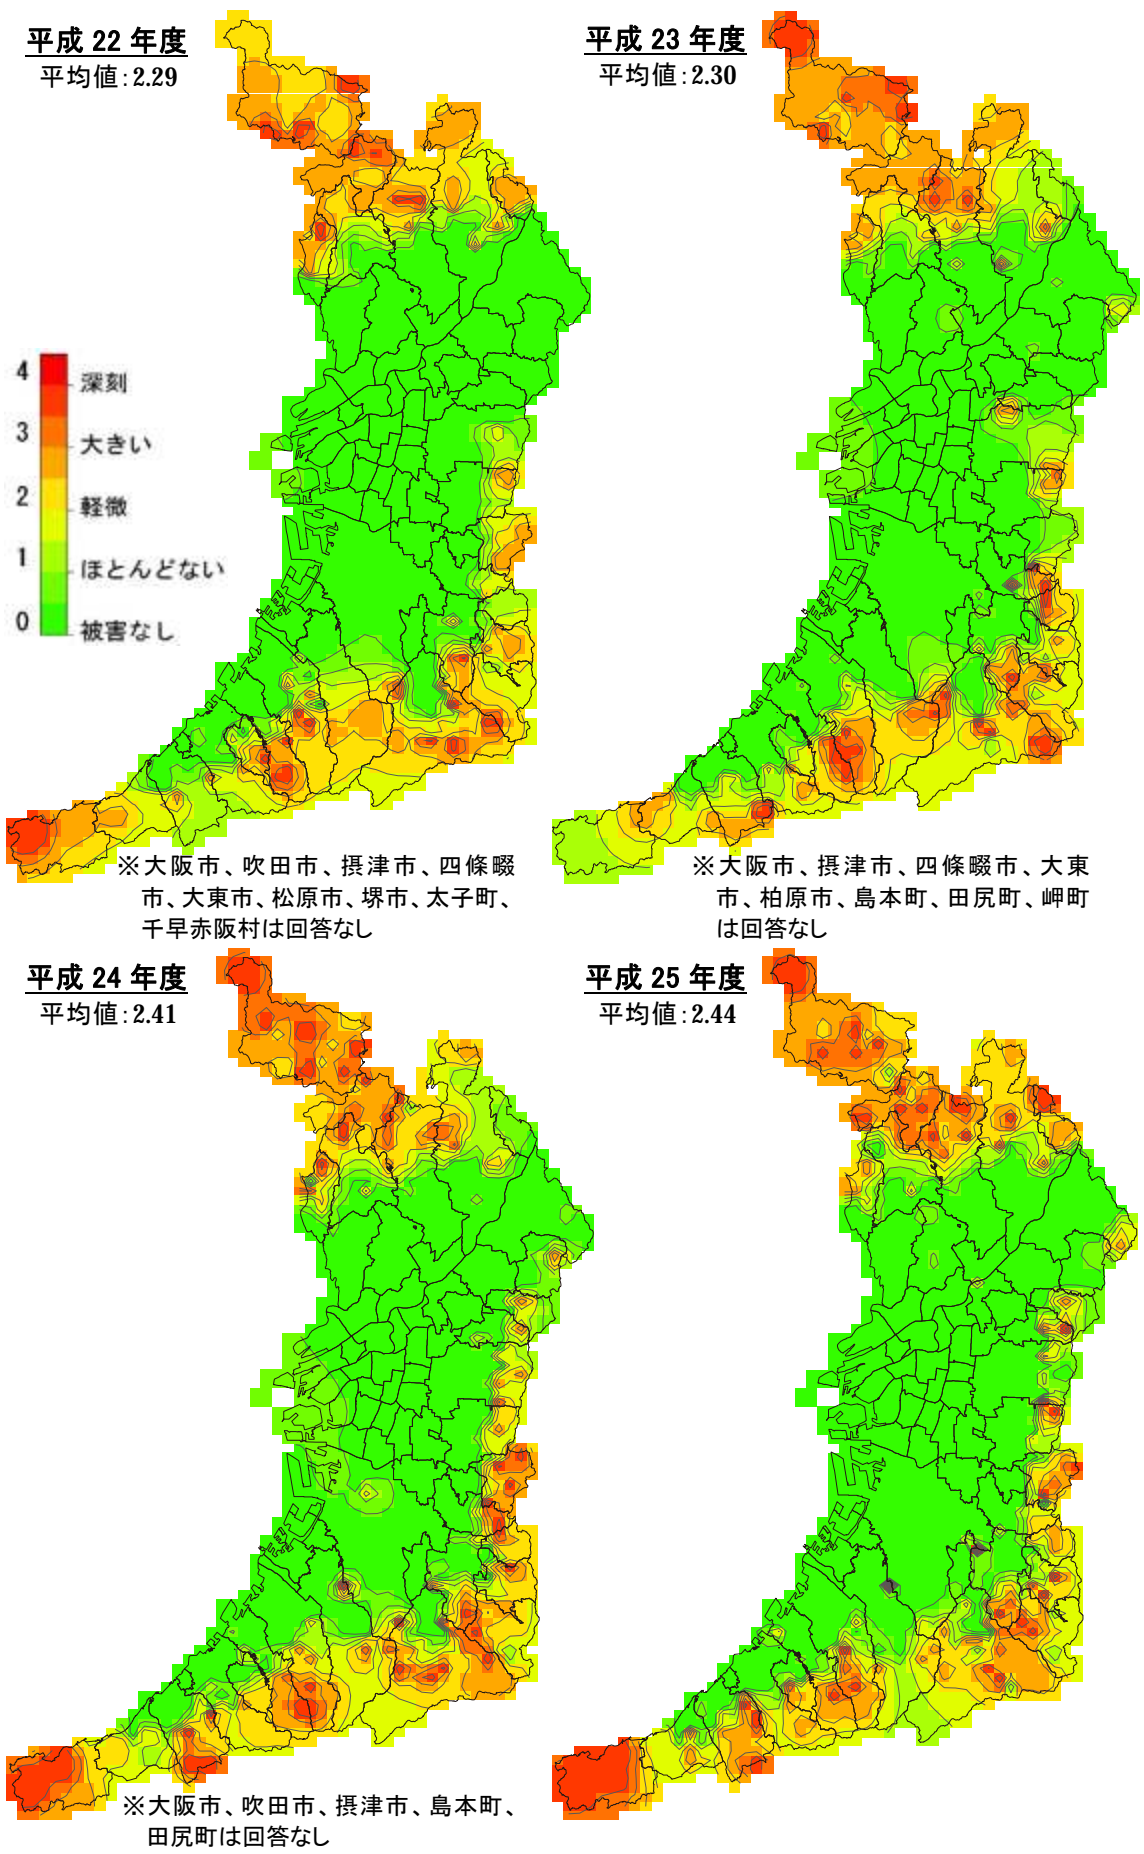 平成 22 年度
平均値:2.29
平成 23 年度
平均値:2.30
4
深刻
3
大きい
2
軽微
1
ほとんどない
0
被害なし
※大阪市、吹田市、摂津市、四條畷
市、大東市、松原市、堺市、太子町、
千早赤阪村は回答なし
※大阪市、摂津市、四條畷市、大東
市、柏原市、島本町、田尻町、岬町
は回答なし
平成 24 年度
平均値:2.41
平成 25 年度
平均値:2.44
※大阪市、吹田市、摂津市、島本町、
田尻町は回答なし